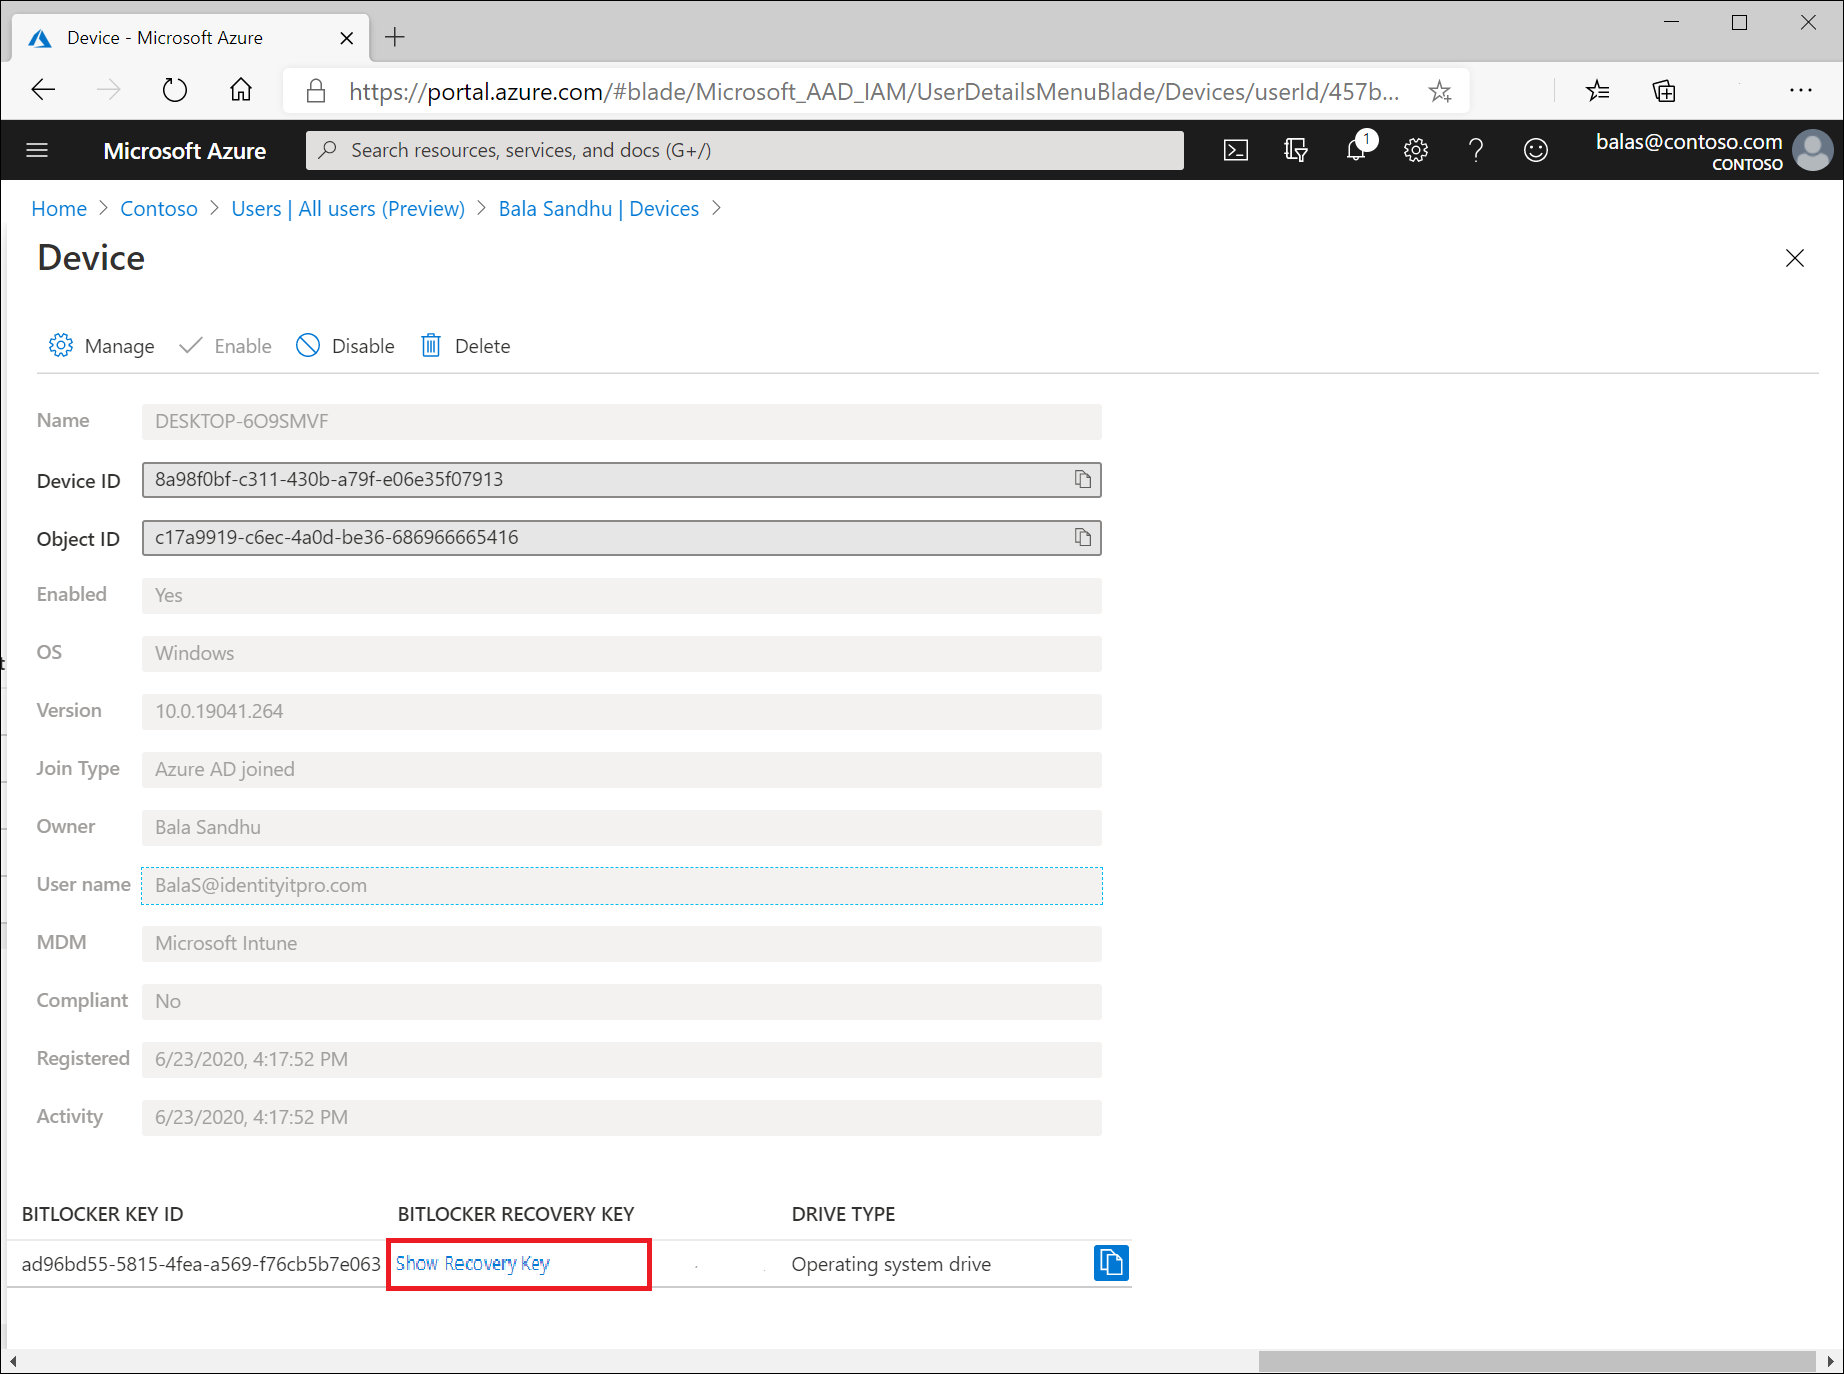 Device - Microsoft Azure
https://portal.azure.com/#blade/Microsoft_AAD_IAM/UserDetailsMenuBlade/Devices/userId/457b...
Microsoft Azure
Search resources, services, and docs (G+/)
1
balas@contoso.com
CONTOSO
Home > Contoso > Users | All users (Preview) > Bala Sandhu | Devices >
Device
Manage Enable Disable Delete
Name DESKTOP-6O9SMVF
Device ID 8a98f0bf-c311-430b-a79f-e06e35f07913
Object ID c17a9919-c6ec-4a0d-be36-686966665416
Enabled Yes
OS Windows
Version 10.0.19041.264
Join Type Azure AD joined
Owner Bala Sandhu
User name BalaS@identityitpro.com
MDM Microsoft Intune
Compliant No
Registered 6/23/2020, 4:17:52 PM
Activity 6/23/2020, 4:17:52 PM
BITLOCKER KEY ID BITLOCKER RECOVERY KEY DRIVE TYPE
ad96bd55-5815-4fea-a569-f76cb5b7e063 Show Recovery Key Operating system drive